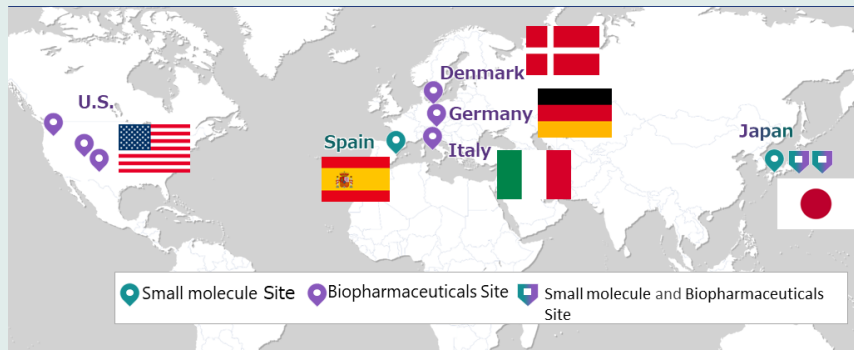 Denmark
U.S.
Germany
Japan
Spain
Italy
Small molecule Site
Biopharmaceuticals Site
Small molecule and Biopharmaceuticals
Site